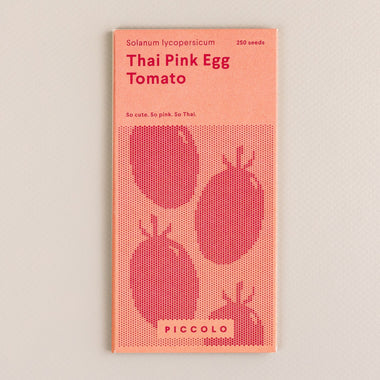 Solanum lycopersicum 250 seeds
Thai Pink Egg
Tomato
So cute. So pink. So Thai.
PICCOLO